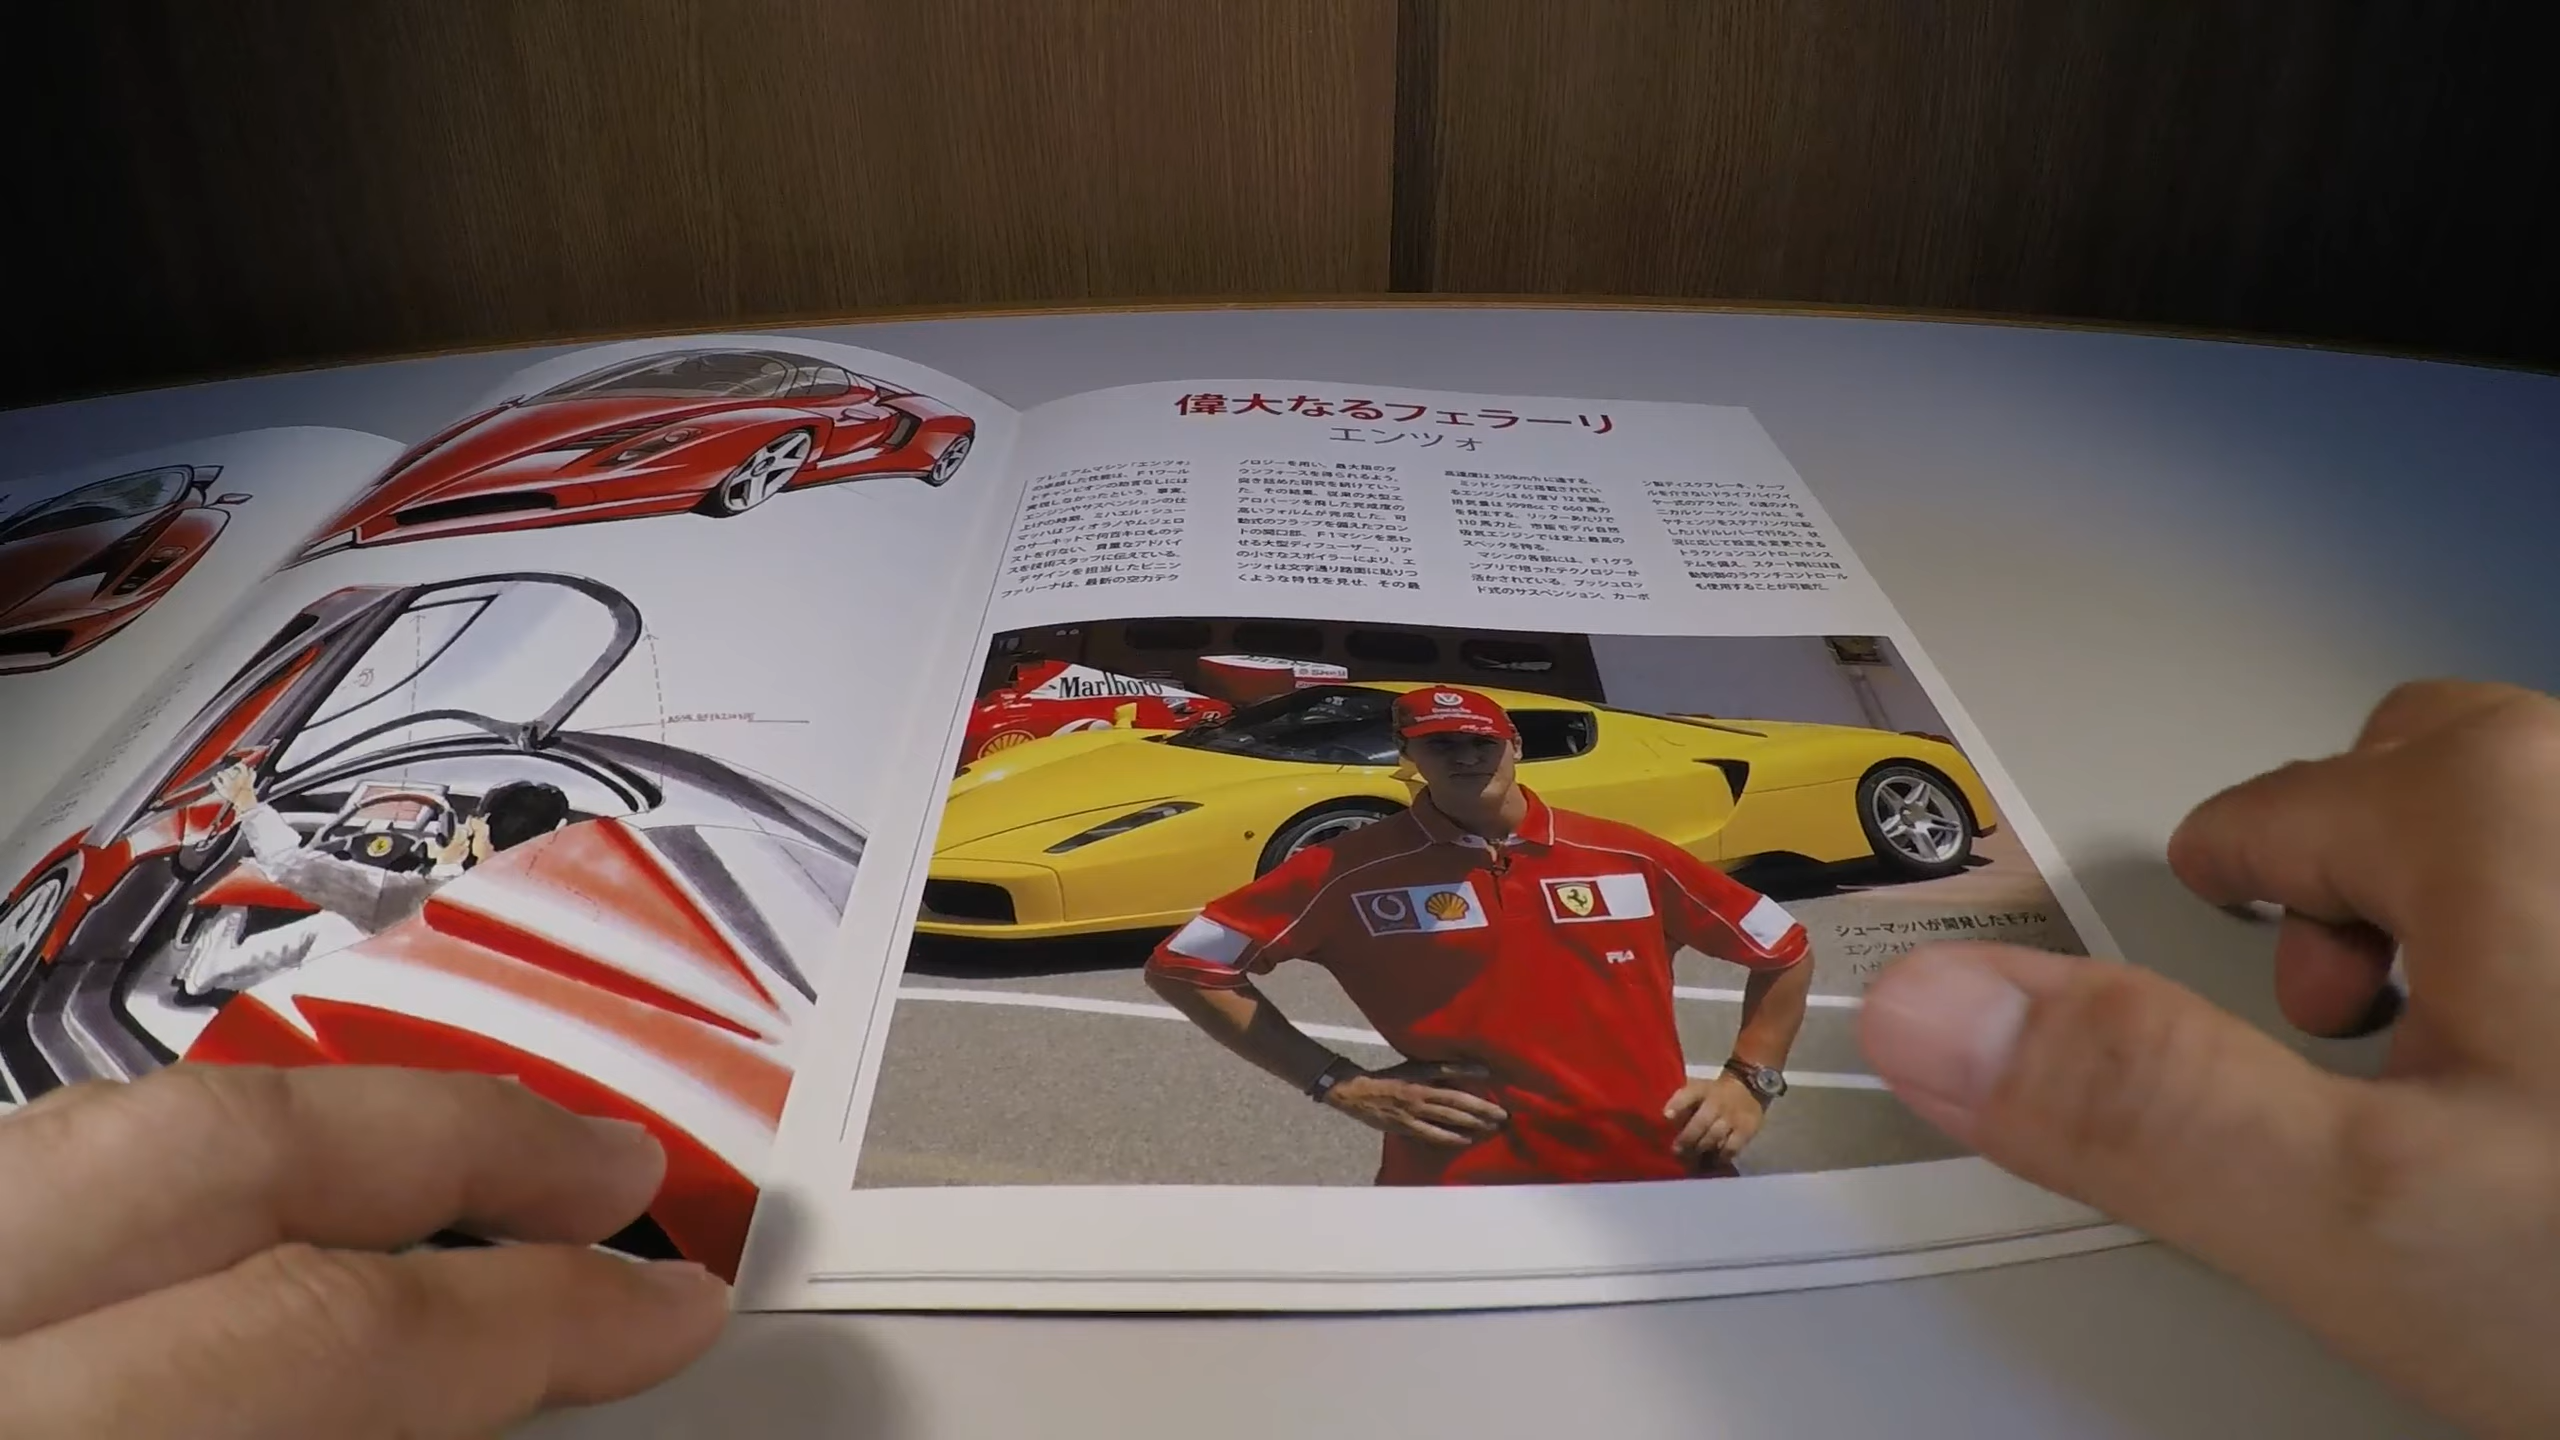 偉大なるフェラーリ
エンツォ
プレミアムマシン「エンツォ」
の卓越した性能は、F1ワール
ドチャンピオンの助言なしには
実現しなかったという。事実、
エンジンやサスペンションの仕
上げの時期、ミハエル・シュー
マッハはフィオラノやムジェロ
のサーキットで何百キロものテ
ストを行ない、貴重なアドバイ
スを技術スタッフに伝えている。
デザインを担当したピニン
ファリーナは、最新の空力テク
ノロジーを用い、最大限のダ
ウンフォースを得られるよう、
突き詰めた研究を続けていっ
た。その結果、従来の大型エ
アロパーツを廃した完成度の
高いフォルムが完成した。可
動式のフラップを備えたフロン
トの開口部、F1マシンを思わ
せる大型ディフューザー、リア
の小さなスポイラーにより、エ
ンツォは文字通り路面に貼りつ
くような特性を見せ、その最
高速度は350km/hに達する。
ミッドシップに搭載されてい
るエンジンは65度V12気筒、
排気量は5998ccで660馬力
を発生する。リッターあたりで
110馬力と、市販モデル自然
吸気エンジンでは史上最高の
スペックを誇る。
マシンの各部には、F1グラ
ンプリで培ったテクノロジーが
活かされている。プッシュロッ
ド式のサスペンション、カーボ
ン製ディスクブレーキ、ケーブ
ルを介さないドライブバイワイ
ヤー式のアクセル、6速のメカ
ニカルシーケンシャルは、ギ
ヤチェンジをステアリングに配
したパドルレバーで行なう。状
況に応じて設定を変更できる
トラクションコントロールシス
テムを備え、スタート時には自
動制御のラウンチコントロール
も使用することが可能だ。
Marlboro
Shell
FILA
シューマッハが開発したモデル
エンツォは
ハが